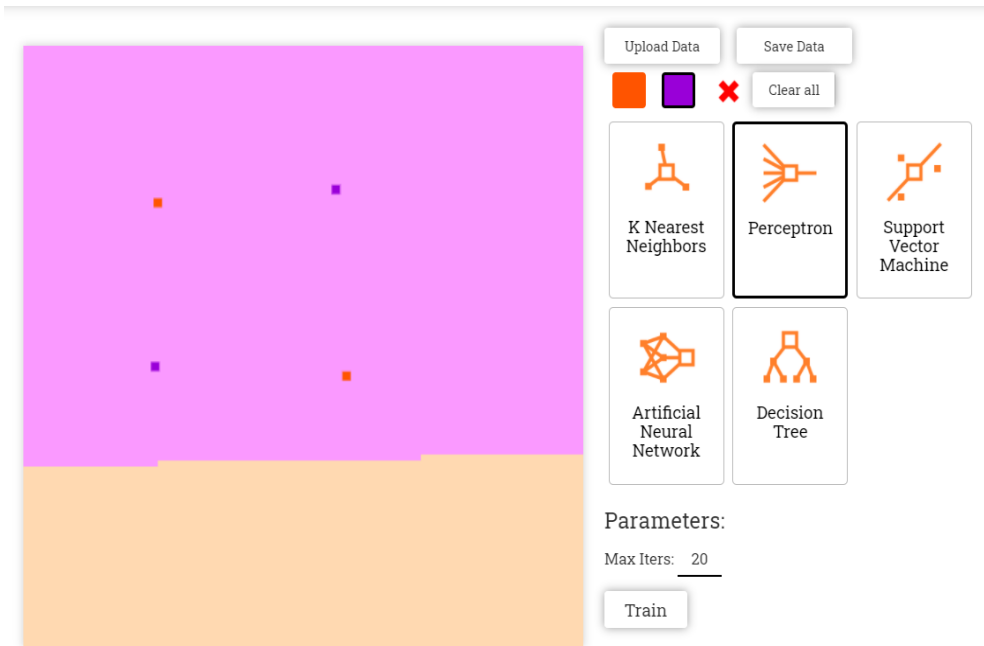 Upload Data
Save Data
Clear all
K Nearest
Neighbors
Perceptron
Support
Vector
Machine
Artificial
Neural
Network
Decision
Tree
Parameters:
Max Iters: 20
Train